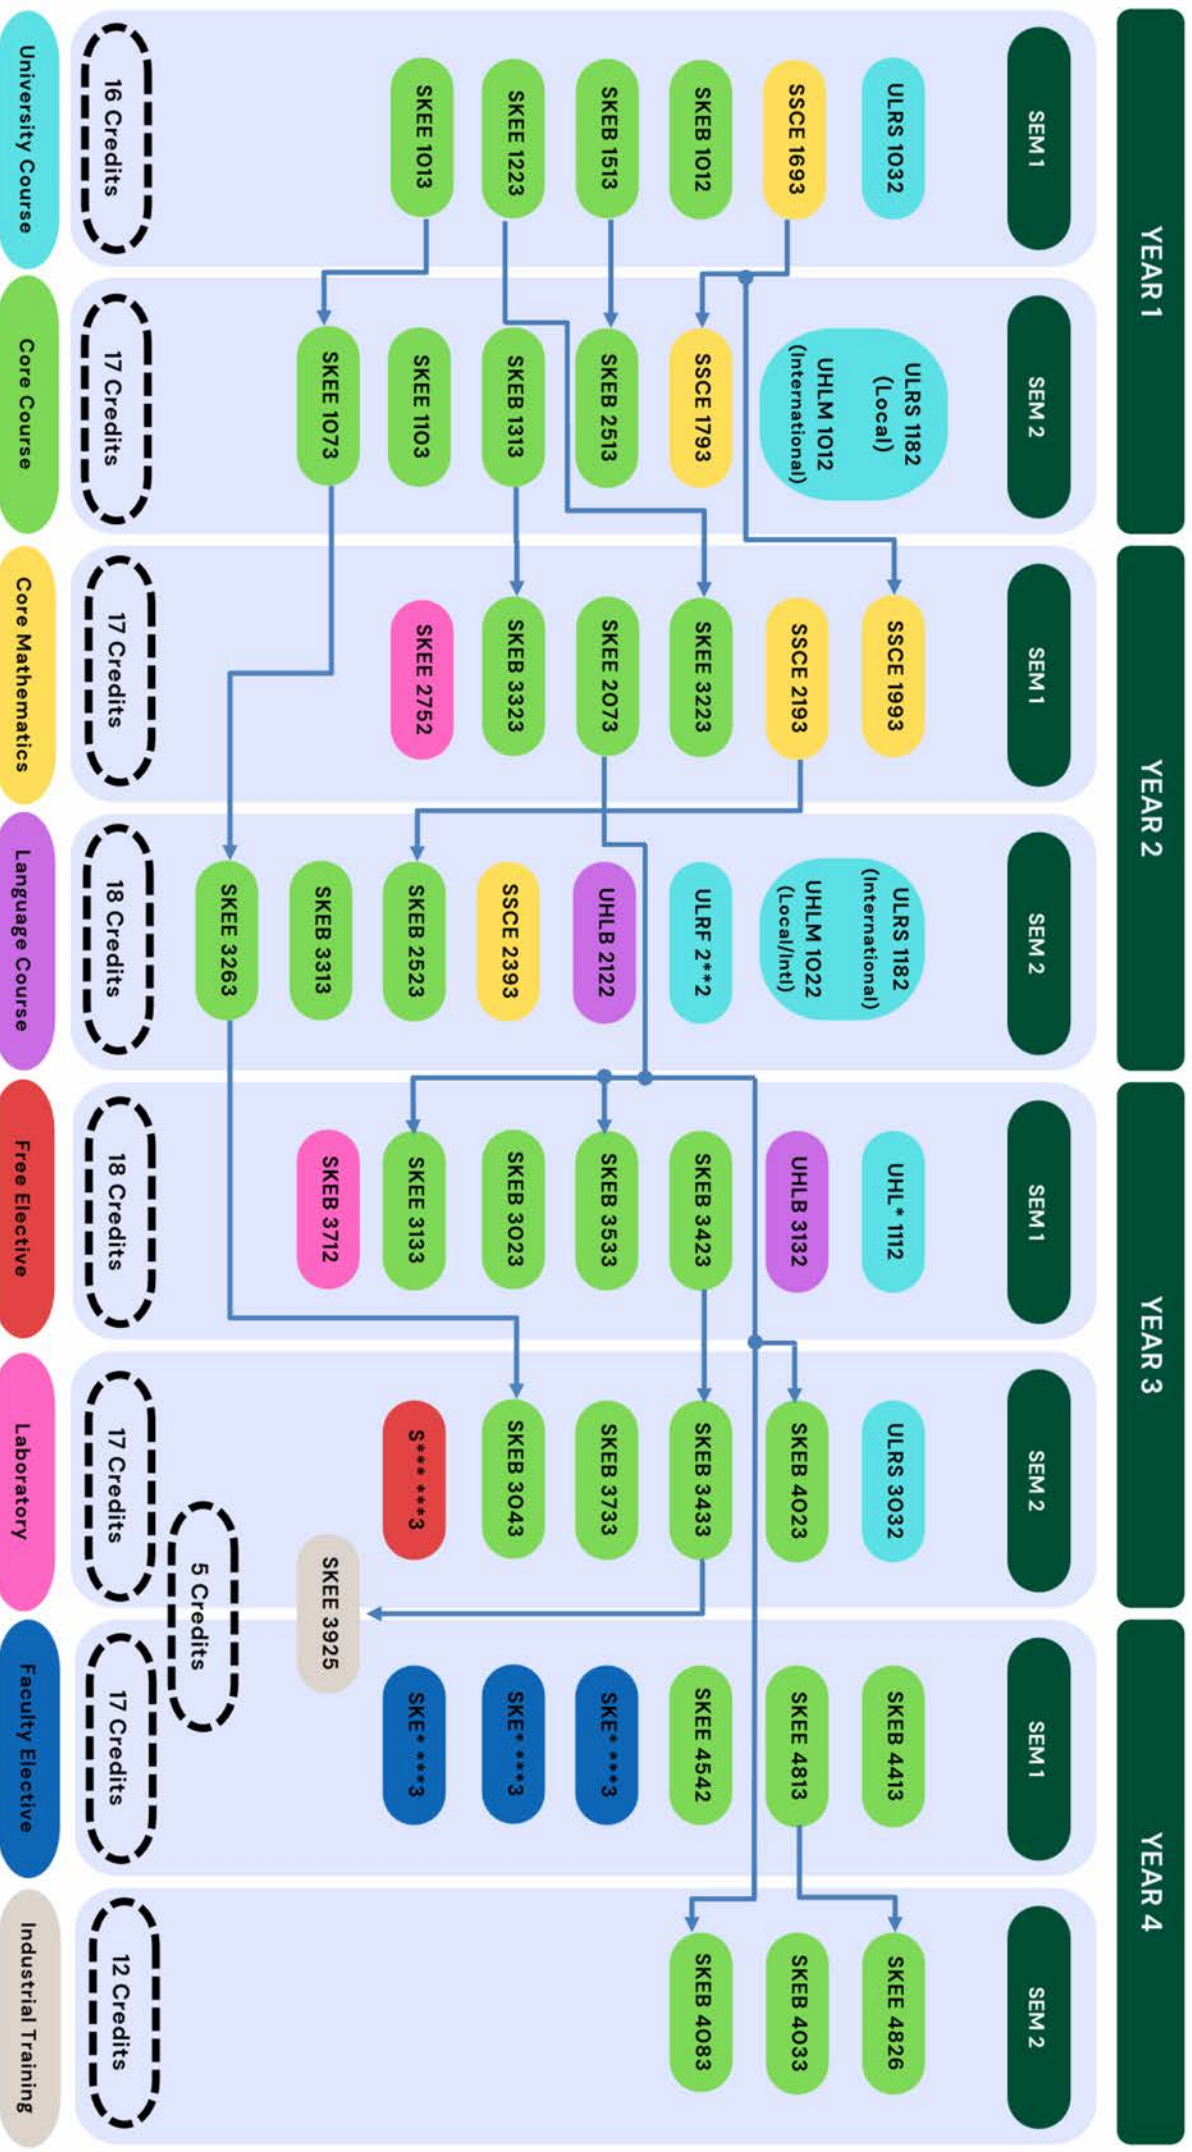 YEAR 1
SEM 1
ULRS 1032
SSCE 1693
SKEB 1012
SKEB 1513
SKEE 1223
SKEE 1013
16 Credits
SEM 2
ULRS 1182
(Local)
UHLM 1012
(International)
SSCE 1793
SKEB 2513
SKEB 1313
SKEE 1103
SKEE 1073
17 Credits
YEAR 2
SEM 1
SSCE 1993
SSCE 2193
SKEE 3223
SKEE 2073
SKEB 3323
SKEE 2752
17 Credits
SEM 2
ULRS 1182
(International)
UHLM 1022
(Local/Intl)
ULRF 2**2
UHLB 2122
SSCE 2393
SKEB 2523
SKEB 3313
SKEE 3263
18 Credits
YEAR 3
SEM 1
UHL* 1112
UHLB 3132
SKEB 3423
SKEB 3533
SKEB 3023
SKEE 3133
SKEB 3712
18 Credits
SEM 2
ULRS 3032
SKEB 4023
SKEB 3433
SKEB 3733
SKEB 3043
S*** ***3
17 Credits
SKEE 3925
5 Credits
YEAR 4
SEM 1
SKEB 4413
SKEE 4813
SKEE 4542
SKE* ***3
SKE* ***3
SKE* ***3
17 Credits
SEM 2
SKEE 4826
SKEB 4033
SKEB 4083
12 Credits
University Course
Core Course
Core Mathematics
Language Course
Free Elective
Laboratory
Faculty Elective
Industrial Training